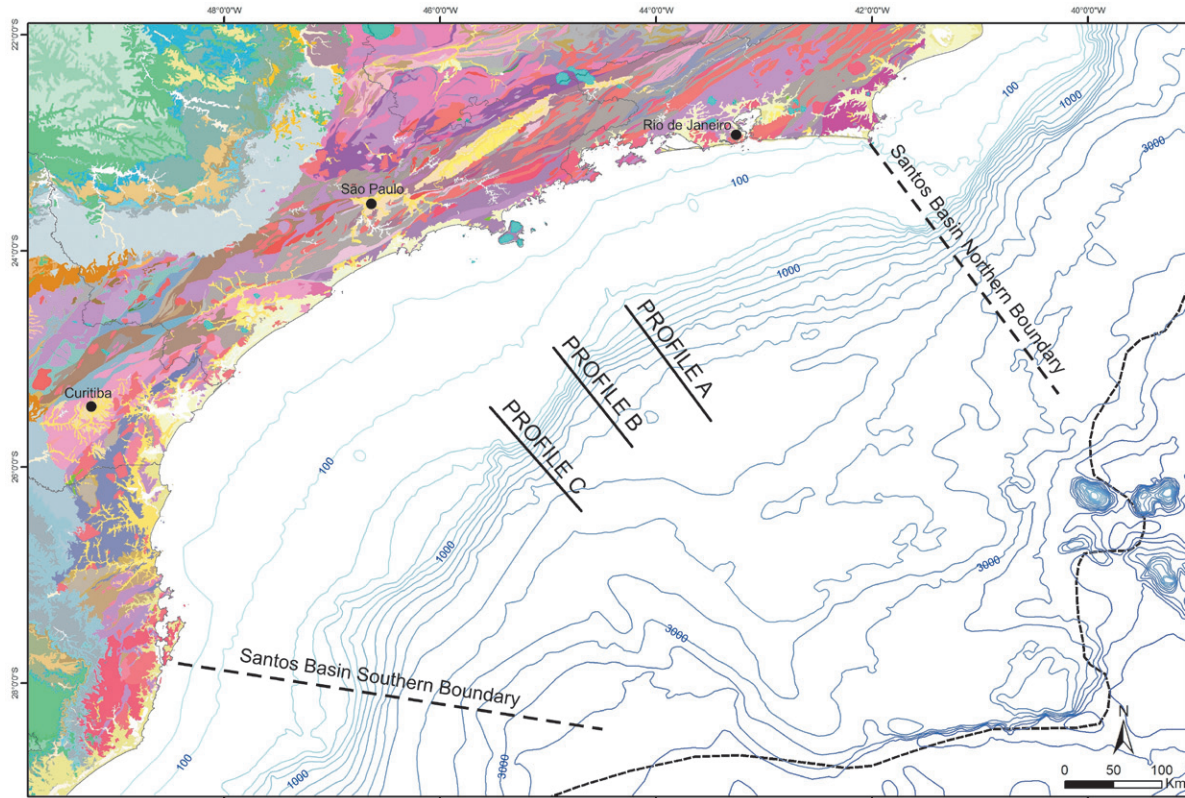 48°0'0"W
46°0'0"W
44°0'0"W
42°0'0"W
40°0'0"W
22°0'0"S
100
1000
Rio de Janeiro
3000
Santos Basin Northern Boundary
São Paulo
100
24°0'0"S
1000
PROFILE A
PROFILE B
Curitiba
PROFILE C
100
26°0'0"S
1000
3000
3000
28°0'0"S
Santos Basin Southern Boundary
N
100
1000
3000
0 50 100
Km